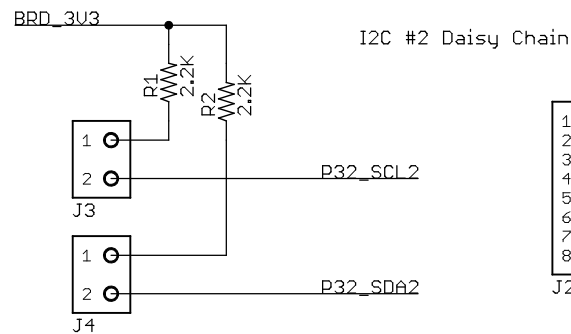 BRD_3V3
I2C #2 Daisy Chain
R1
2.2K
R2
2.2K
1
2
J3
P32_SCL2
1
2
J4
P32_SDA2
1
2
3
4
5
6
7
8
J2